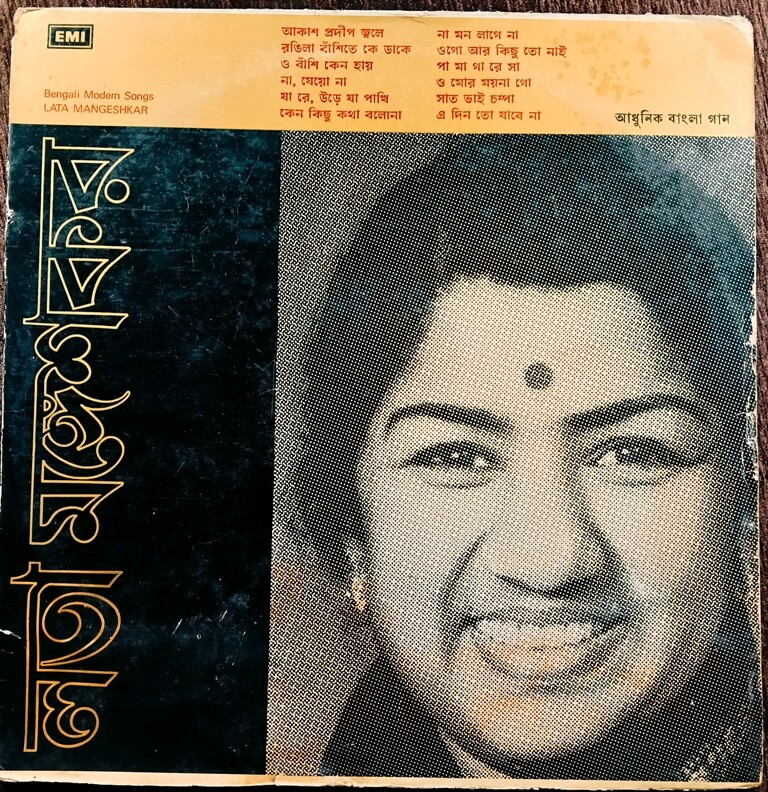 EMI
Bengali Modern Songs
LATA MANGESHKAR
আকাশ প্রদীপ জ্বলে
রঙিলা বাঁশিতে কে ডাকে
ও বাঁশি কেন হায়
না, যেয়ো না
যা রে, উড়ে যা পাখি
কেন কিছু কথা বলোনা
না মন লাগে না
ওগো আর কিছু তো নাই
পা মা গা রে সা
ও মোর ময়না গো
সাত ভাই চম্পা
এ দিন তো যাবে না
আধুনিক বাংলা গান
লতা মঙ্গেশকর